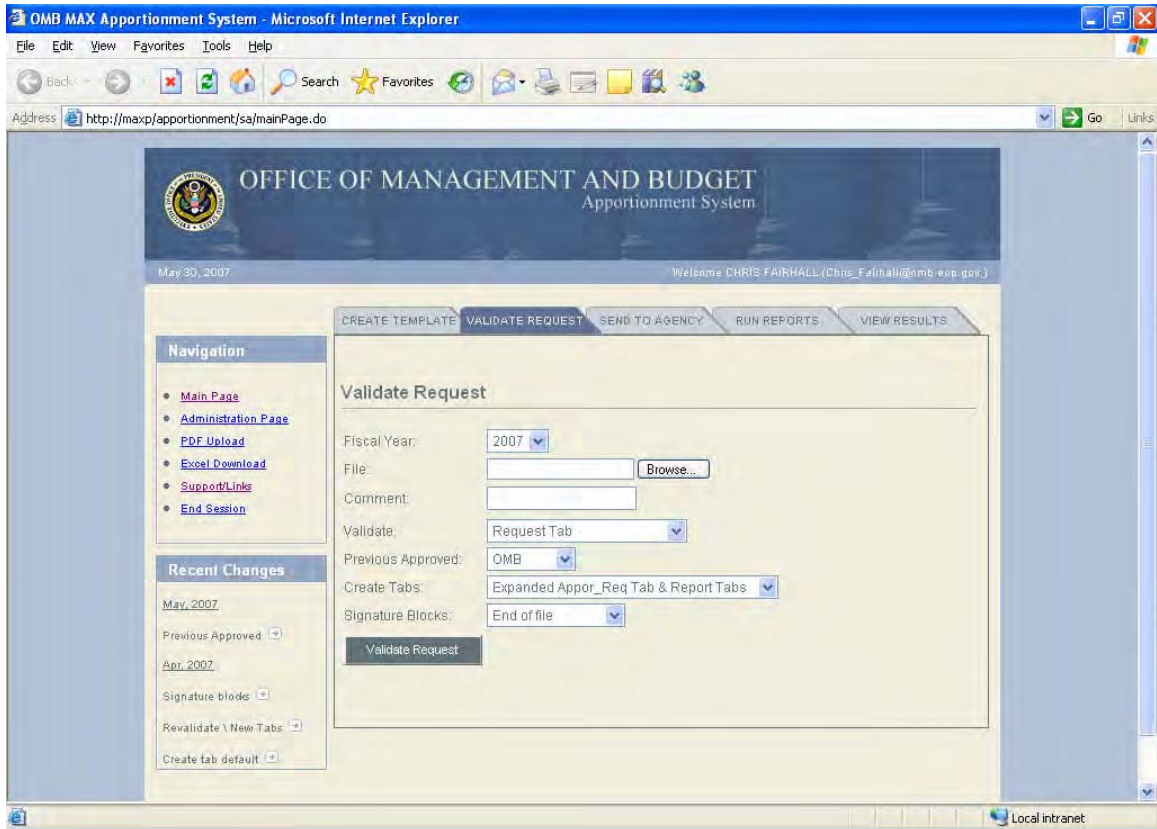 OMB MAX Apportionment System - Microsoft Internet Explorer
File Edit View Favorites Tools Help
Back Search Favorites
Address http://maxp/apportionment/sa/mainPage.do Go Links
OFFICE OF MANAGEMENT AND BUDGET
Apportionment System
May 30, 2007 Welcome CHRIS FAIRHALL (Chris_Fairhall@omb.eop.gov)
CREATE TEMPLATE VALIDATE REQUEST SEND TO AGENCY RUN REPORTS VIEW RESULTS
Navigation
Main Page
Administration Page
PDF Upload
Excel Download
Support/Links
End Session
Recent Changes
May, 2007
Previous Approved
Apr, 2007
Signature blocks
Revalidate \ New Tabs
Create tab default
Validate Request
Fiscal Year: 2007
File: Browse...
Comment:
Validate: Request Tab
Previous Approved: OMB
Create Tabs: Expanded Appor_Req Tab & Report Tabs
Signature Blocks: End of file
Validate Request
Local intranet